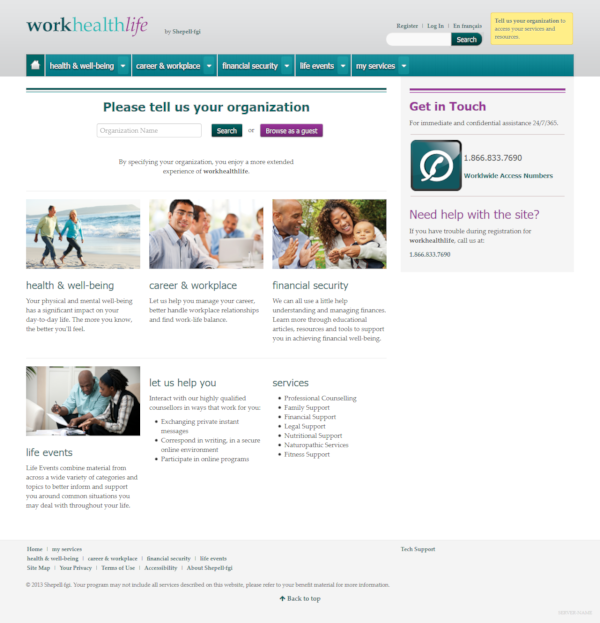 workhealthlife
by Shepell·fgi
Register | Log In | En français
Search
Tell us your organization to
access your services and
resources.
health & well-being
career & workplace
financial security
life events
my services
Please tell us your organization
Organization Name
Search
or
Browse as a guest
By specifying your organization, you enjoy a more extended
experience of workhealthlife.
Get in Touch
For immediate and confidential assistance 24/7/365.
1.866.833.7690
Worldwide Access Numbers
Need help with the site?
If you have trouble during registration for
workhealthlife, call us at:
1.866.833.7690
health & well-being
Your physical and mental well-being
has a significant impact on your
day-to-day life. The more you know,
the better you'll feel.
career & workplace
Let us help you manage your career,
better handle workplace relationships
and find work-life balance.
financial security
We can all use a little help
understanding and managing finances.
Learn more through educational
articles, resources and tools to support
you in achieving financial well-being.
life events
Life Events combine material from
across a wide variety of categories and
topics to better inform and support
you around common situations you
may deal with throughout your life.
let us help you
Interact with our highly qualified
counsellors in ways that work for you:
• Exchanging private instant
messages
• Correspond in writing, in a secure
online environment
• Participate in online programs
services
• Professional Counselling
• Family Support
• Financial Support
• Legal Support
• Nutritional Support
• Naturopathic Services
• Fitness Support
Home | my services
health & well-being | career & workplace | financial security | life events
Site Map | Your Privacy | Terms of Use | Accessibility | About Shepell·fgi
Tech Support
© 2013 Shepell·fgi. Your program may not include all services described on this website, please refer to your benefit material for more information.
Back to top